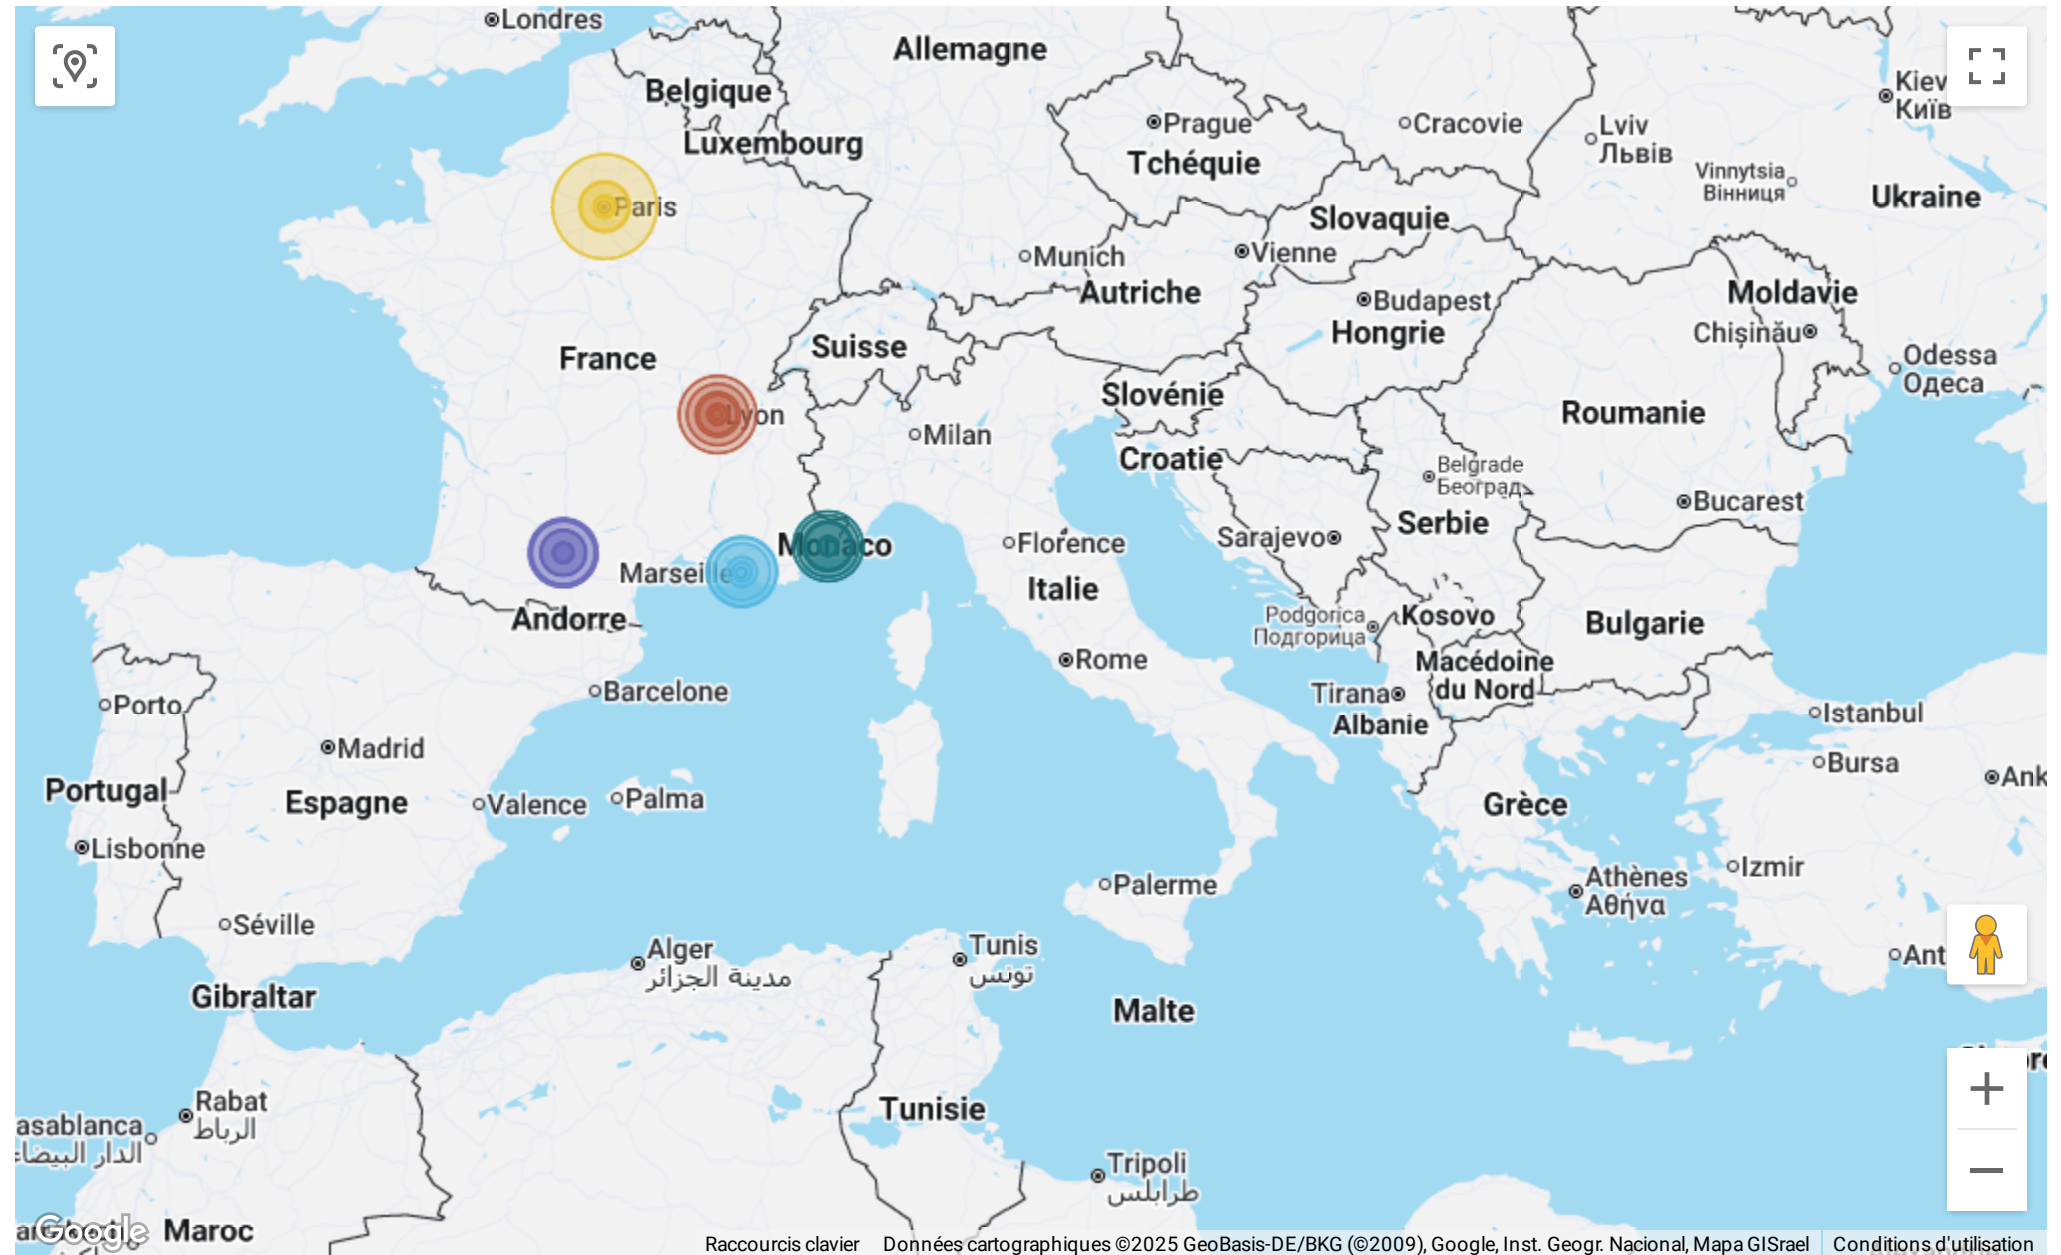 Londres
Allemagne
Belgique
Luxembourg
Prague
Tchéquie
Cracovie
Lviv
Львів
Kiev
Київ
Vinnytsia
Вінниця
Ukraine
Paris
Slovaquie
Munich
Vienne
Autriche
Budapest
Hongrie
Moldavie
Chișinău
Suisse
France
Odessa
Одеса
Slovénie
Roumanie
Lyon
Milan
Croatie
Belgrade
Београд
Bucarest
Serbie
Sarajevo
Monaco
Florence
Marseille
Italie
Andorre
Podgorica
Подгорица
Kosovo
Bulgarie
Rome
Macédoine
du Nord
Barcelone
Tirana
Albanie
Porto
Istanbul
Madrid
Bursa
Ank
Portugal
Espagne
Valence
Palma
Grèce
Lisbonne
Izmir
Athènes
Αθήνα
Palerme
Séville
Alger
مدينة الجزائر
Tunis
تونس
Ant
Gibraltar
Malte
Rabat
الرباط
asablanca
الدار البيضاء
Tunisie
Tripoli
طرابلس
Maroc
Google
Raccourcis clavier
Données cartographiques ©2025 GeoBasis-DE/BKG (©2009), Google, Inst. Geogr. Nacional, Mapa GISrael
Conditions d'utilisation